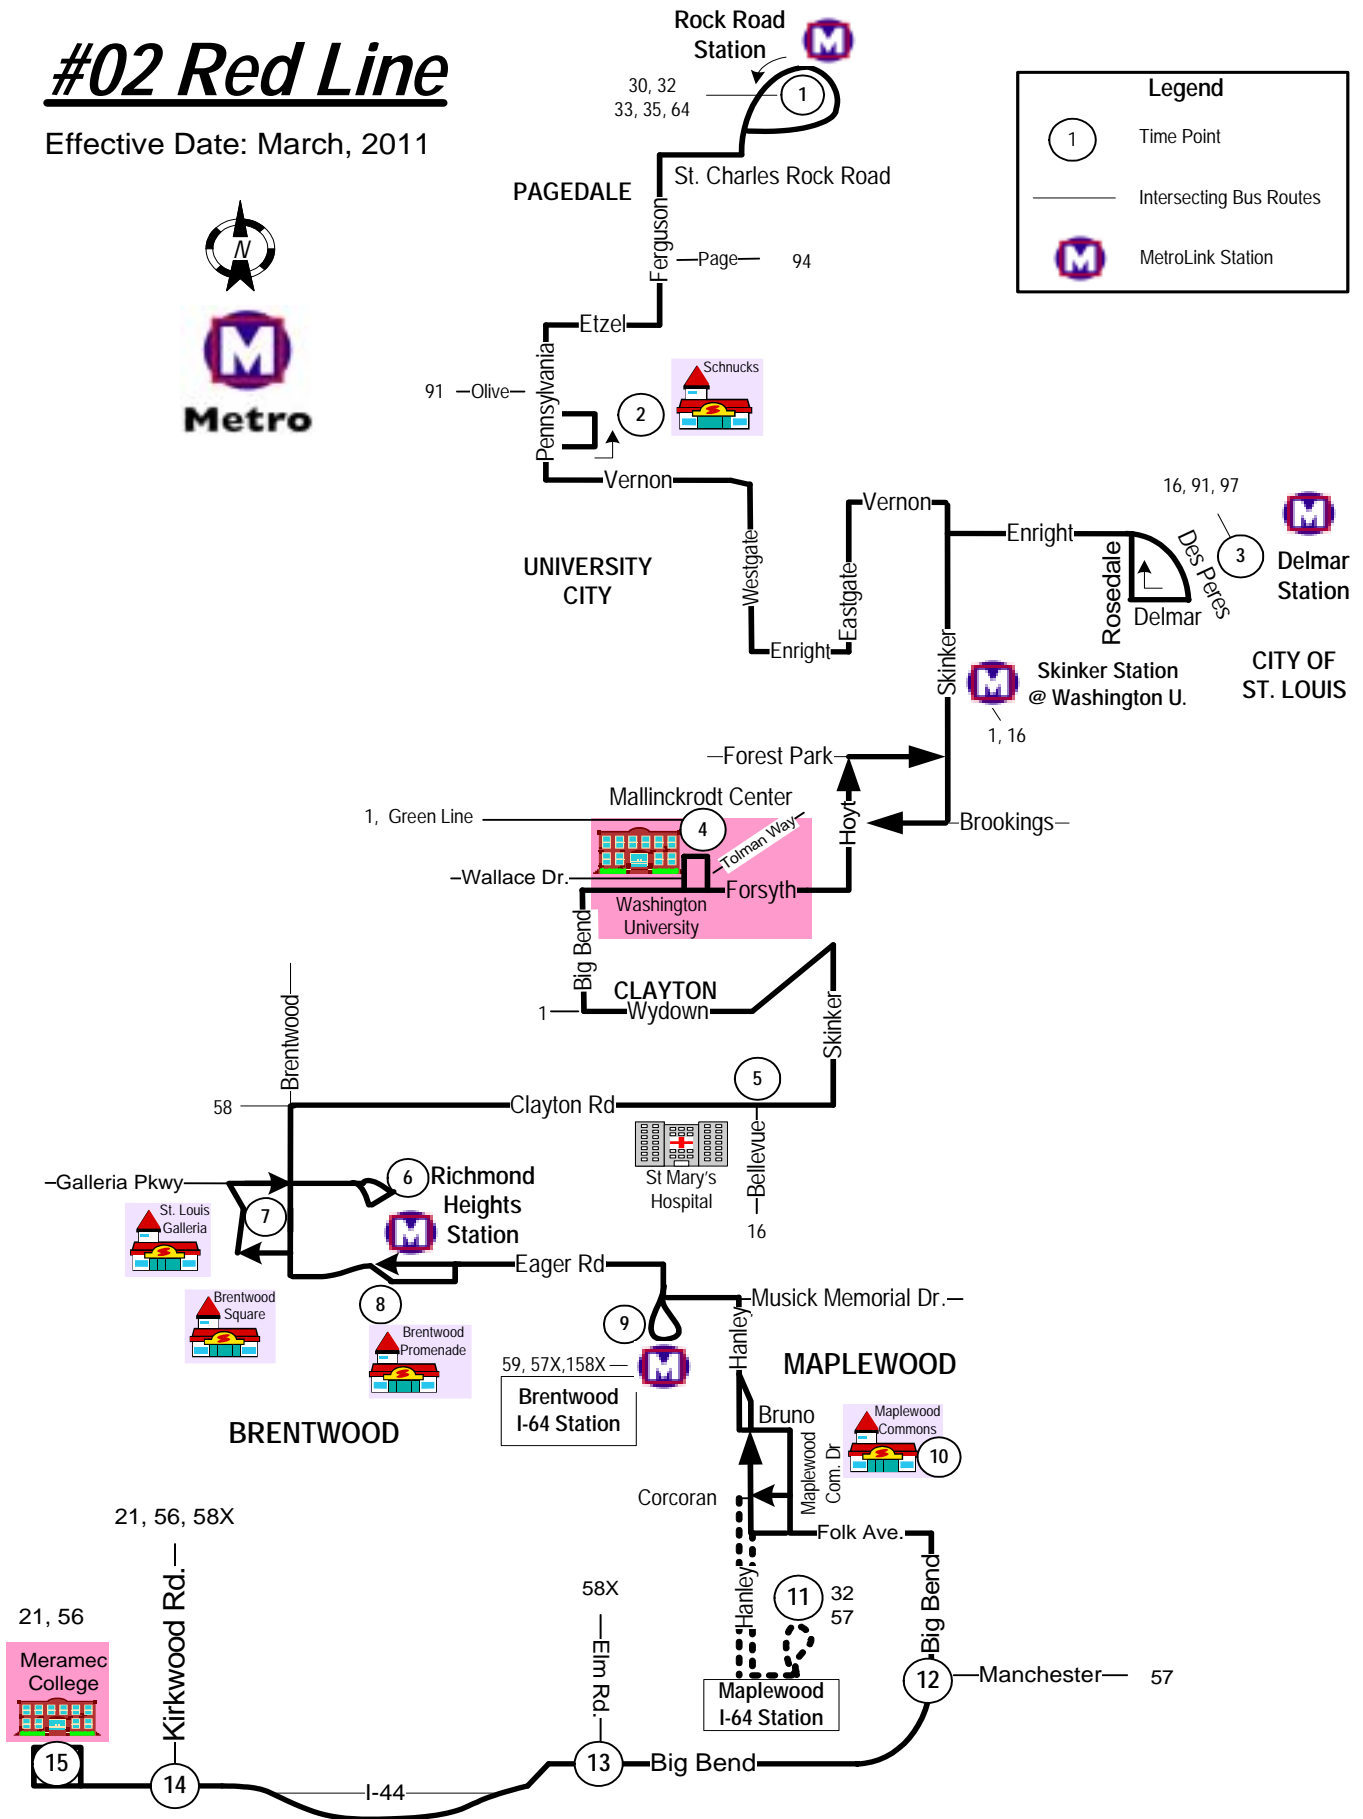 #02 Red Line
Effective Date: March, 2011
N
M
Metro
Rock Road
Station
M
30, 32
33, 35, 64
1
St. Charles Rock Road
Legend
1
Time Point
Intersecting Bus Routes
M
MetroLink Station
PAGEDALE
Ferguson
Page
94
Etzel
Pennsylvania
91
Olive
2
Schnucks
Vernon
Westgate
UNIVERSITY
CITY
Enright
Eastgate
Vernon
Enright
16, 91, 97
3
M
Delmar
Station
Des Peres
Rosedale
Delmar
CITY OF
ST. LOUIS
Skinker
M
Skinker Station
@ Washington U.
1, 16
Forest Park
Hoyt
Brookings
Mallinckrodt Center
1, Green Line
4
Tolman Way
Wallace Dr.
Forsyth
Washington
University
Big Bend
CLAYTON
1
Wydown
Skinker
Brentwood
58
Clayton Rd
5
St Mary's
Hospital
Bellevue
16
Galleria Pkwy
6
Richmond
Heights
Station
M
7
St. Louis
Galleria
Eager Rd
8
Brentwood
Square
Brentwood
Promenade
9
Musick Memorial Dr.
Hanley
59, 57X,158X
M
Brentwood
I-64 Station
MAPLEWOOD
BRENTWOOD
Bruno
Maplewood
Com. Dr
Maplewood
Commons
10
Corcoran
Folk Ave.
Hanley
11
32
57
Big Bend
Maplewood
I-64 Station
12
Manchester
57
21, 56, 58X
Kirkwood Rd.
58X
Elm Rd.
21, 56
Meramec
College
15
14
I-44
13
Big Bend